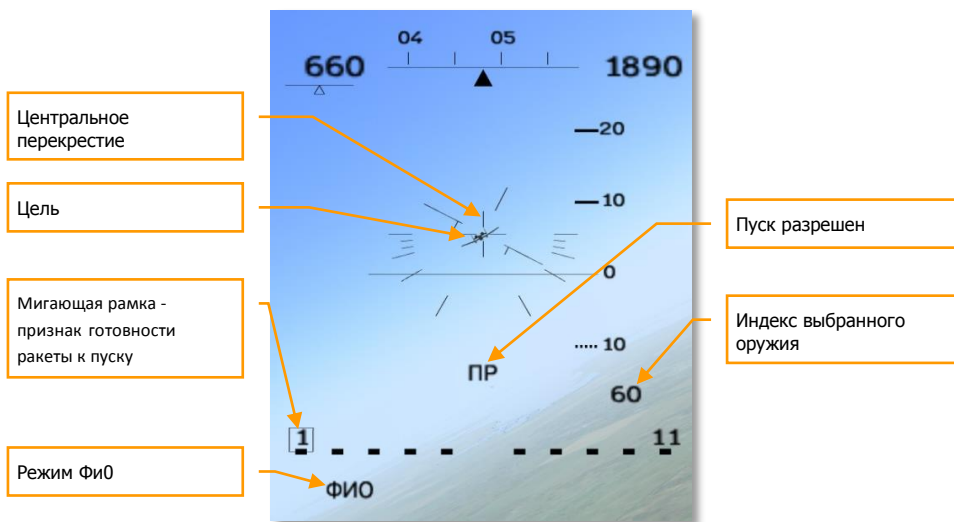 04 05
660 1890
Центральное
перекрестие
20
Цель
10
Пуск разрешен
0
Мигающая рамка -
признак готовности
ракеты к пуску
Индекс выбранного
оружия
10
ПР
60
1 11
Режим Фи0
ФИ0